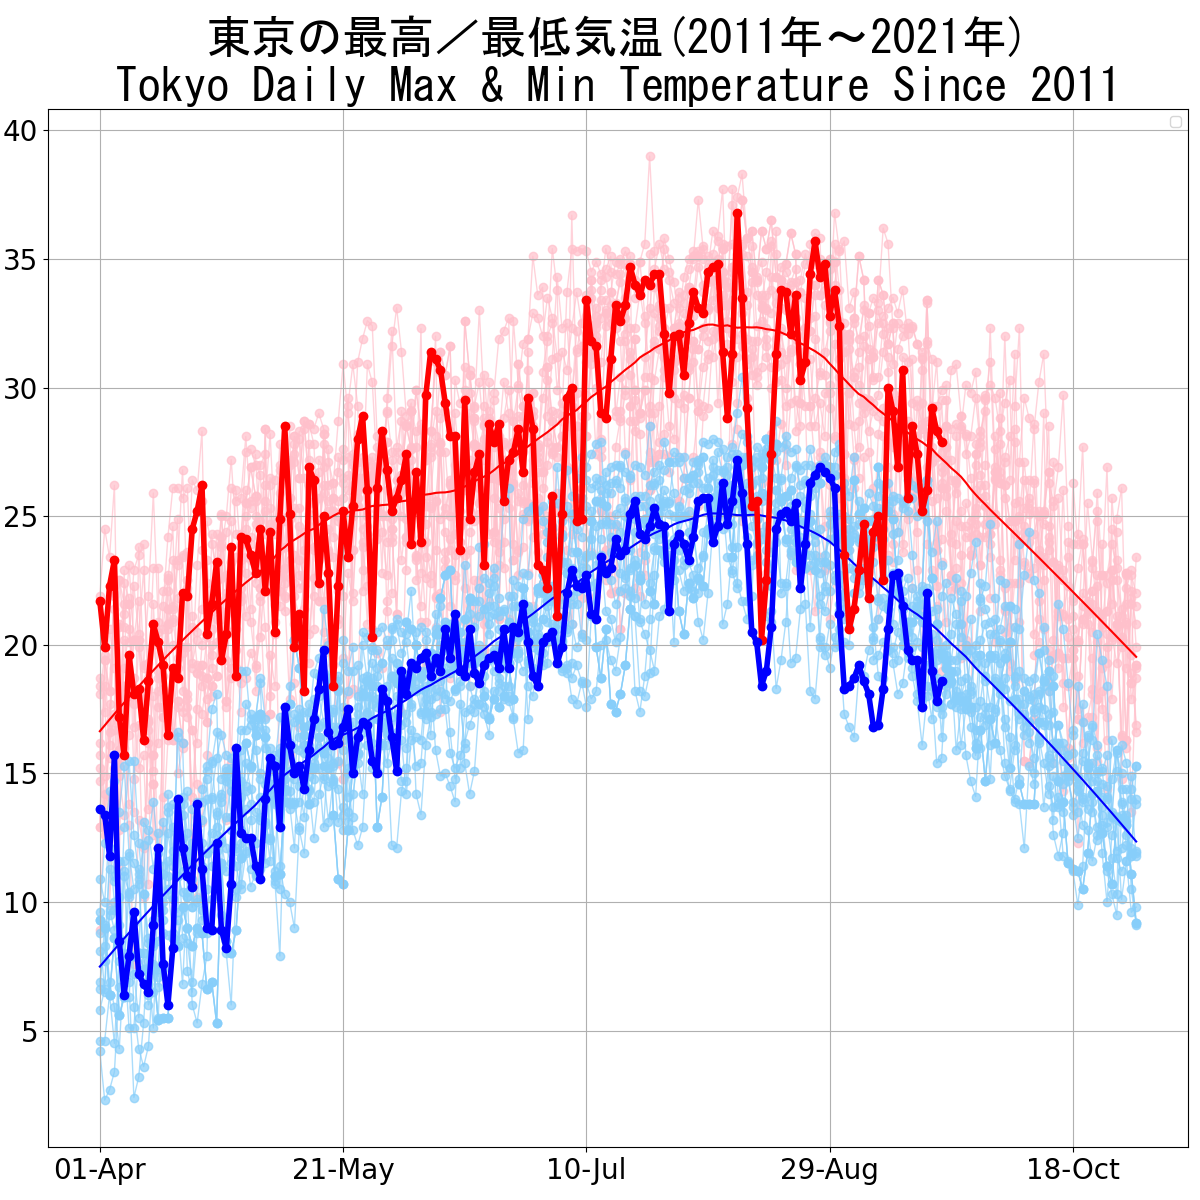 東京の最高／最低気温(2011年～2021年)
Tokyo Daily Max & Min Temperature Since 2011
40
35
30
25
20
15
10
5
01-Apr 21-May 10-Jul 29-Aug 18-Oct